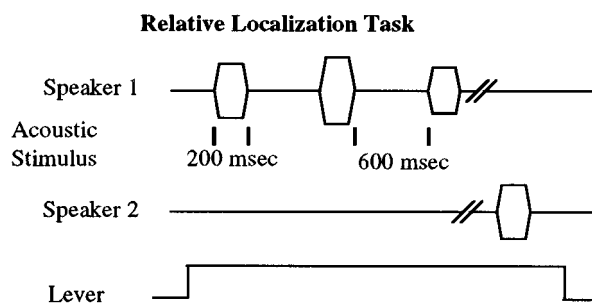 Relative Localization Task
Speaker 1
Acoustic
Stimulus
200 msec
600 msec
Speaker 2
Lever